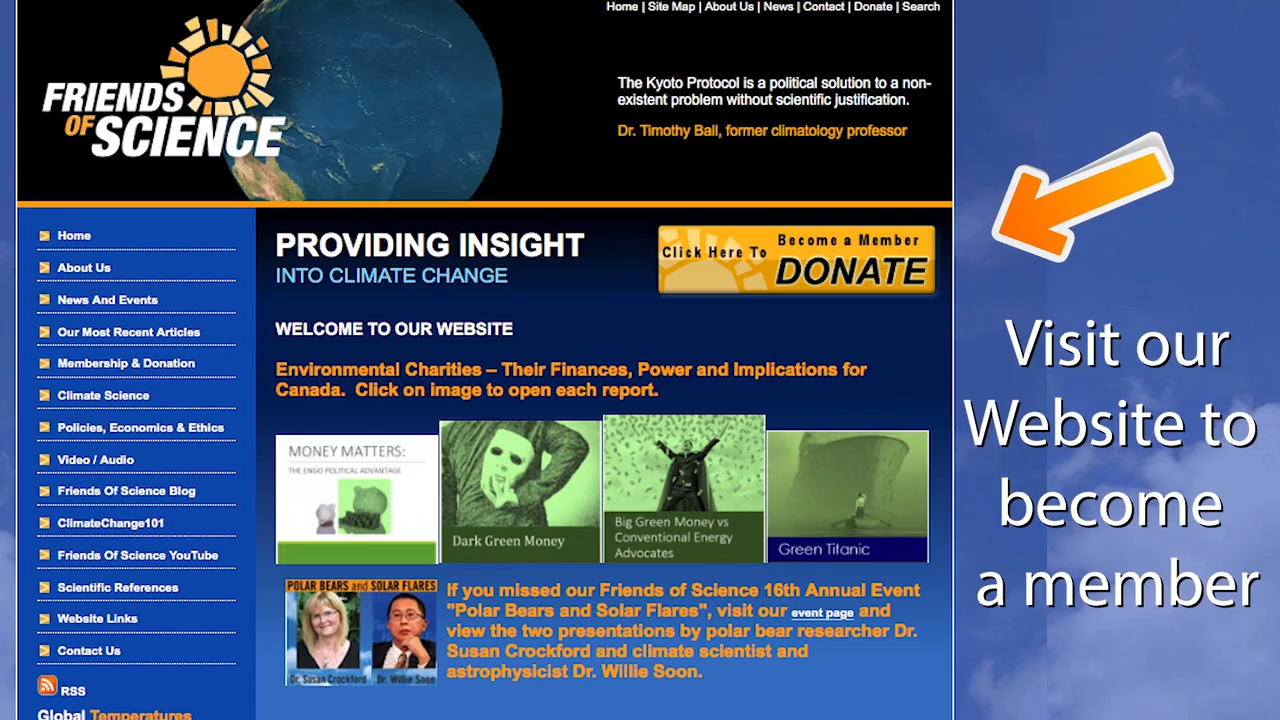 Home | Site Map | About Us | News | Contact | Donate | Search
FRIENDS
OF SCIENCE
The Kyoto Protocol is a political solution to a non-
existent problem without scientific justification.
Dr. Timothy Ball, former climatology professor
Home
About Us
News And Events
Our Most Recent Articles
Membership & Donation
Climate Science
Policies, Economics & Ethics
Video / Audio
Friends Of Science Blog
ClimateChange101
Friends Of Science YouTube
Scientific References
Website Links
Contact Us
RSS
Global Temperatures
PROVIDING INSIGHT
INTO CLIMATE CHANGE
Click Here To
Become a Member
DONATE
WELCOME TO OUR WEBSITE
Environmental Charities – Their Finances, Power and Implications for
Canada. Click on image to open each report.
MONEY MATTERS:
THE ENGO POLITICAL ADVANTAGE
Dark Green Money
Big Green Money vs
Conventional Energy
Advocates
Green Titanic
POLAR BEARS and SOLAR FLARES
Dr. Susan Crockford Dr. Willie Soon
If you missed our Friends of Science 16th Annual Event
"Polar Bears and Solar Flares", visit our event page and
view the two presentations by polar bear researcher Dr.
Susan Crockford and climate scientist and
astrophysicist Dr. Willie Soon.
Visit our
Website to
become
a member